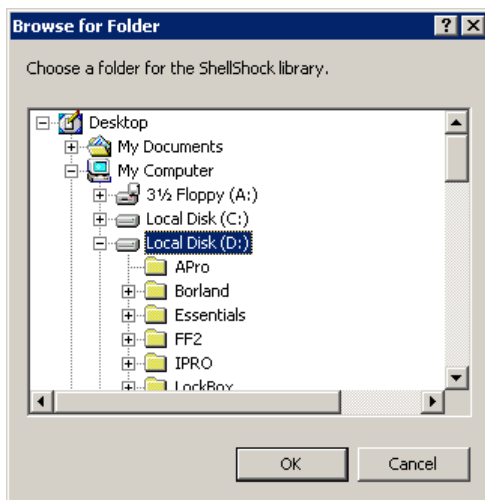 Browse for Folder
Choose a folder for the ShellShock library.
Desktop
My Documents
My Computer
3½ Floppy (A:)
Local Disk (C:)
Local Disk (D:)
APro
Borland
Essentials
FF2
IPRO
LockBox
OK Cancel